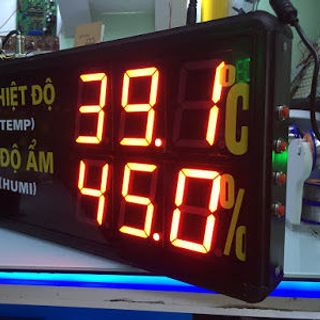 HIỆT ĐỘ 39.1 °C
TEMP)
ĐỘ ẨM 45.0 %
HUMI)